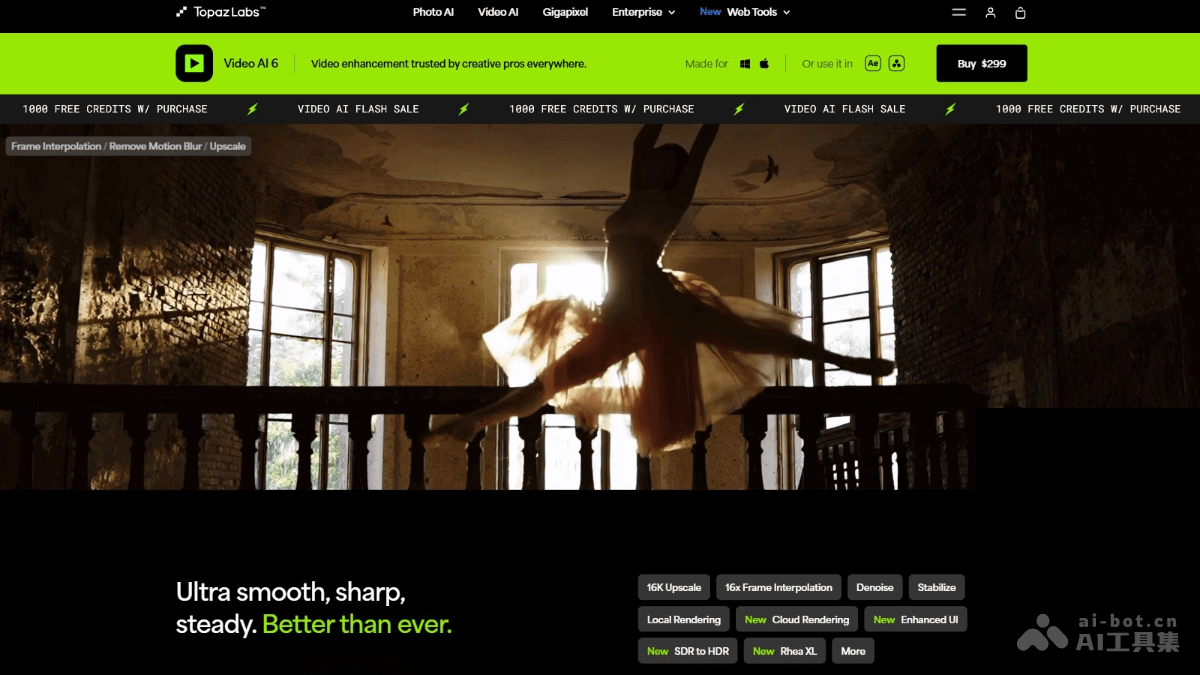 Topaz Labs™ Photo AI Video AI Gigapixel Enterprise New Web Tools
Video AI 6 Video enhancement trusted by creative pros everywhere. Made for Or use it in Ae Buy $299
1000 FREE CREDITS W/ PURCHASE VIDEO AI FLASH SALE 1000 FREE CREDITS W/ PURCHASE VIDEO AI FLASH SALE 1000 FREE CREDITS W/ PURCHASE
Frame Interpolation / Remove Motion Blur / Upscale
Ultra smooth, sharp,
steady. Better than ever.
16K Upscale 16x Frame Interpolation Denoise Stabilize
Local Rendering New Cloud Rendering New Enhanced UI
New SDR to HDR New Rhea XL More
ai-bot.cn
AI工具集